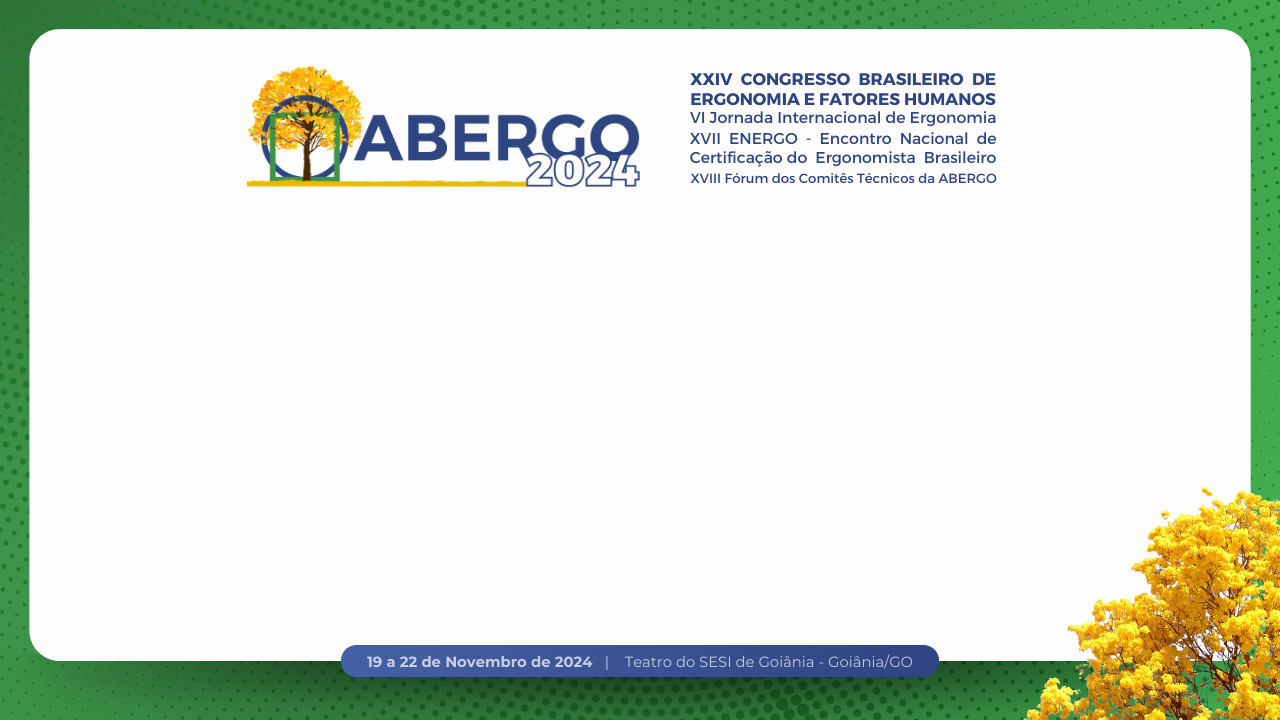 ABERGO
2024
XXIV CONGRESSO BRASILEIRO DE
ERGONOMIA E FATORES HUMANOS
VI Jornada Internacional de Ergonomia
XVII ENERGO - Encontro Nacional de
Certificação do Ergonomista Brasileiro
XVIII Fórum dos Comitês Técnicos da ABERGO
19 a 22 de Novembro de 2024 | Teatro do SESI de Goiânia - Goiânia/GO